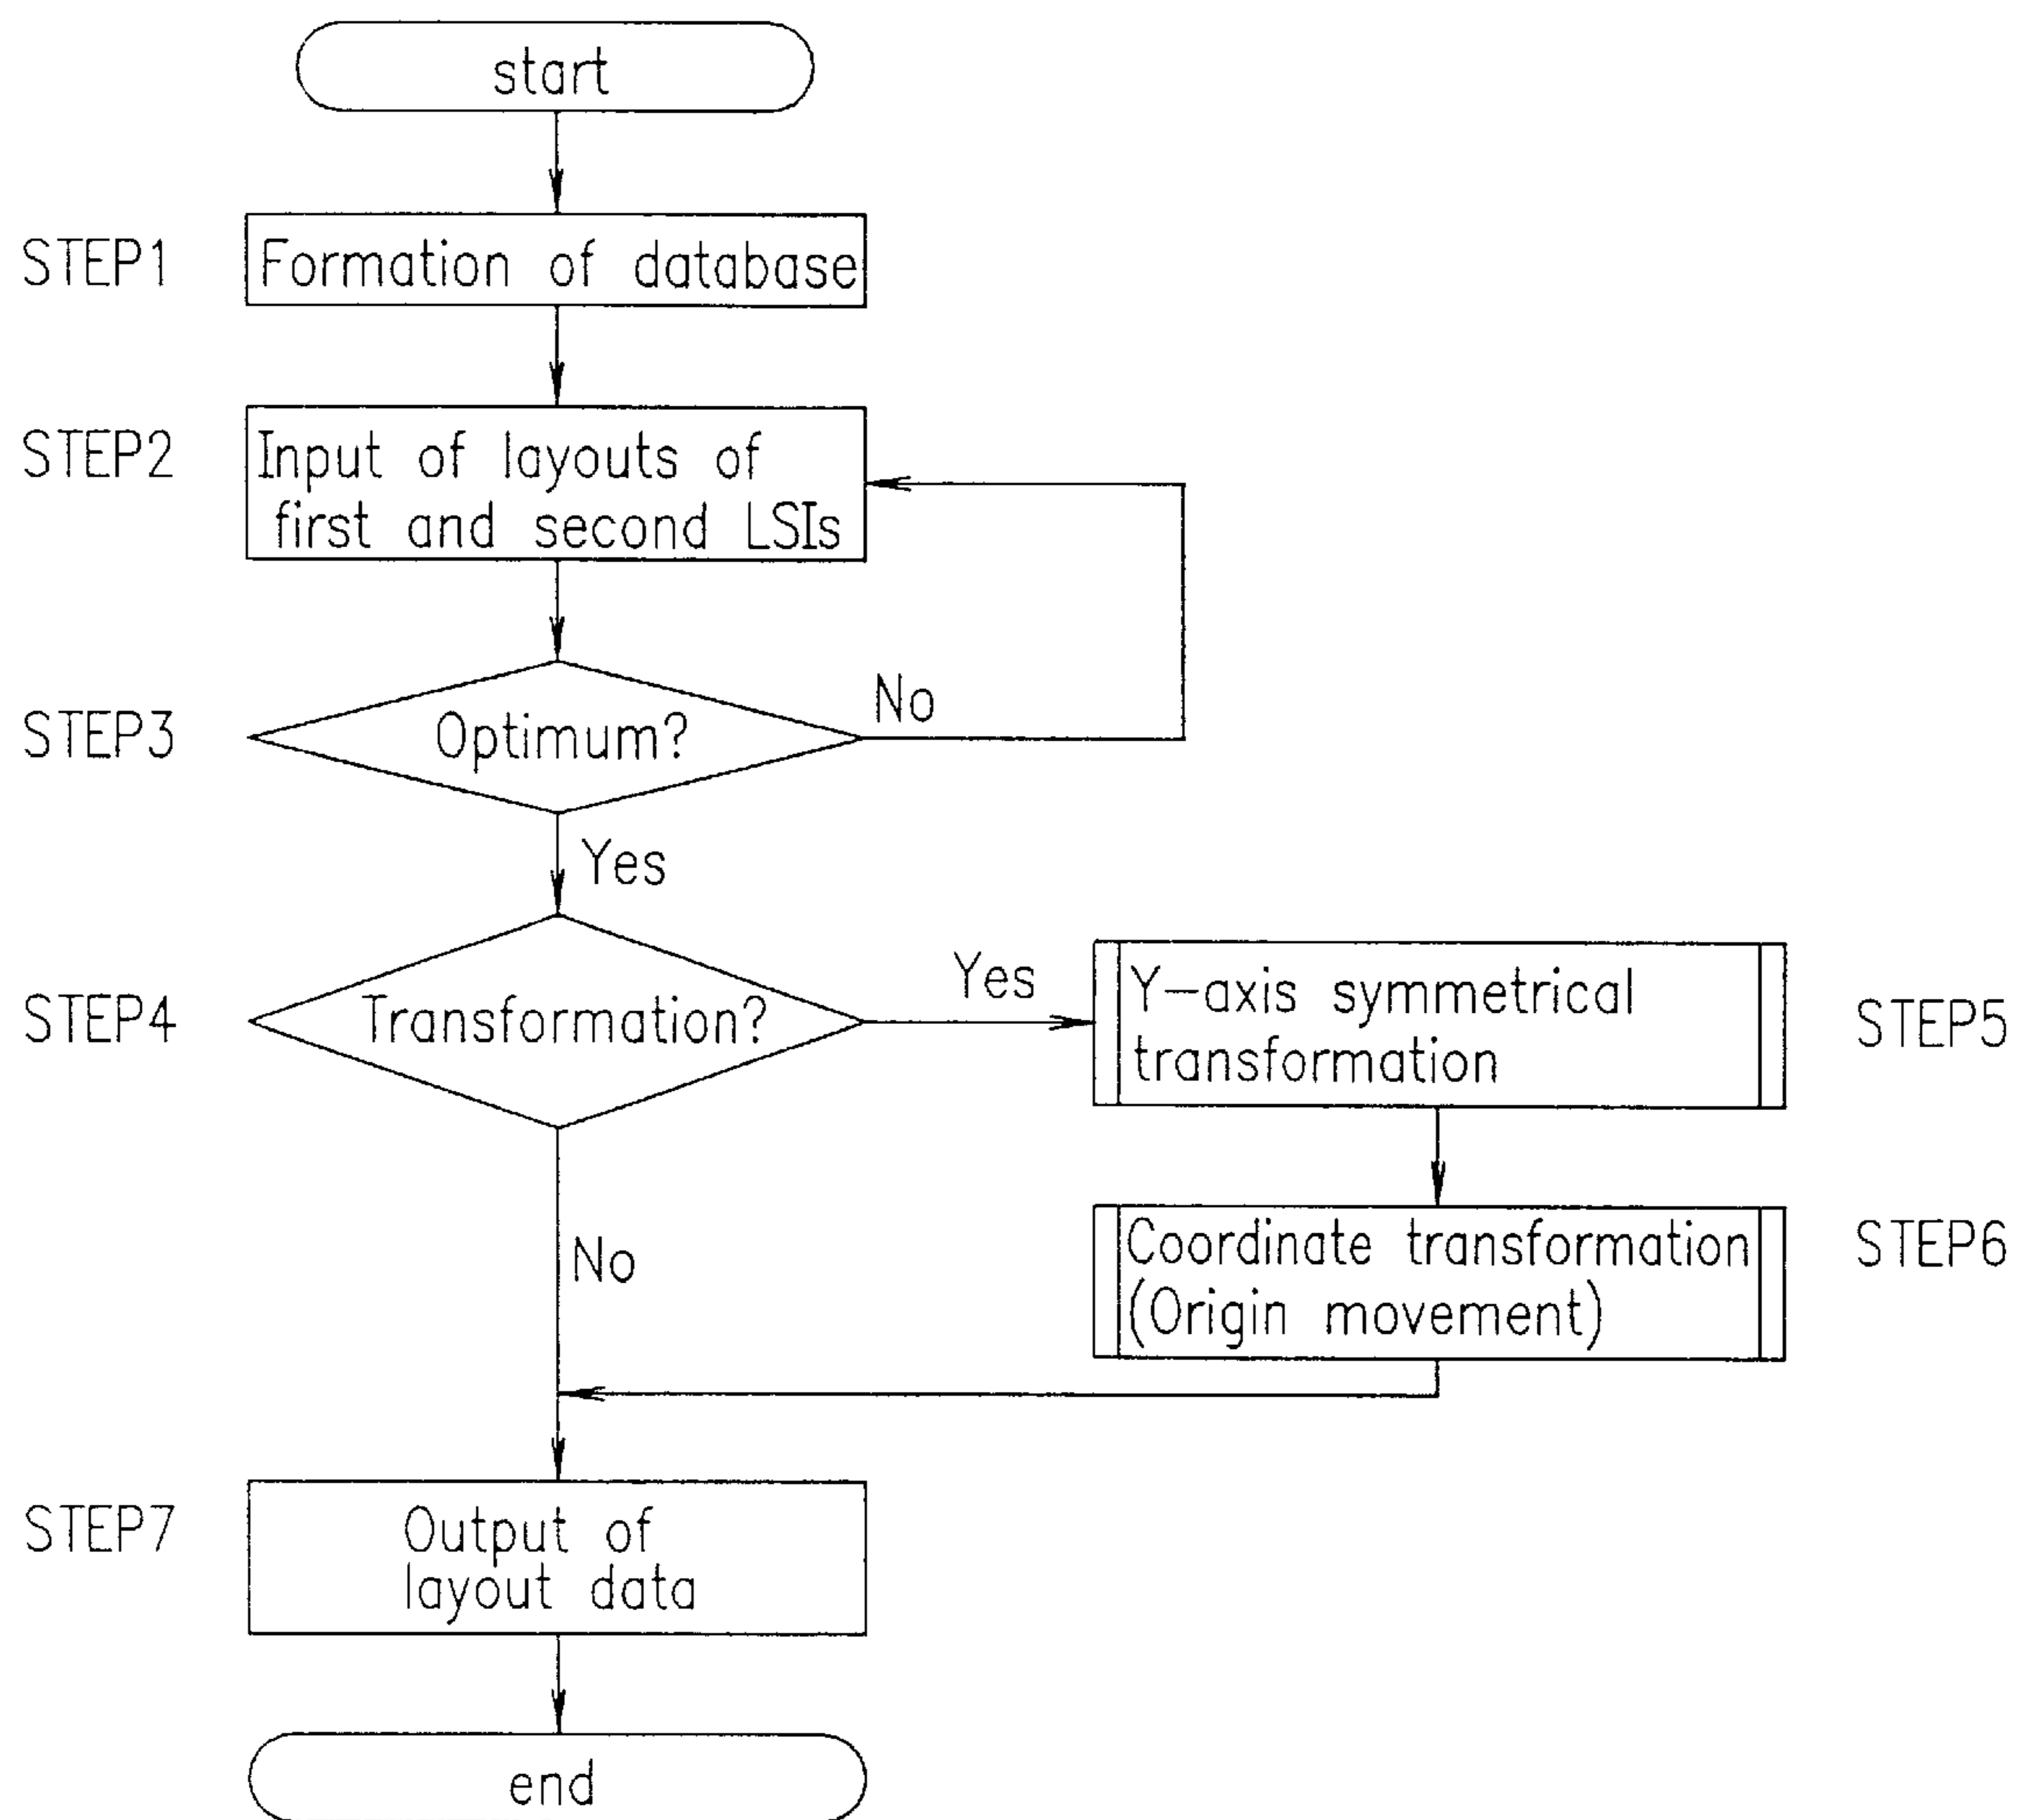 start
STEP1
Formation of database
STEP2
Input of layouts of
first and second LSIs
STEP3
Optimum?
No
Yes
STEP4
Transformation?
Yes
Y-axis symmetrical
transformation
STEP5
No
Coordinate transformation
(Origin movement)
STEP6
STEP7
Output of
layout data
end